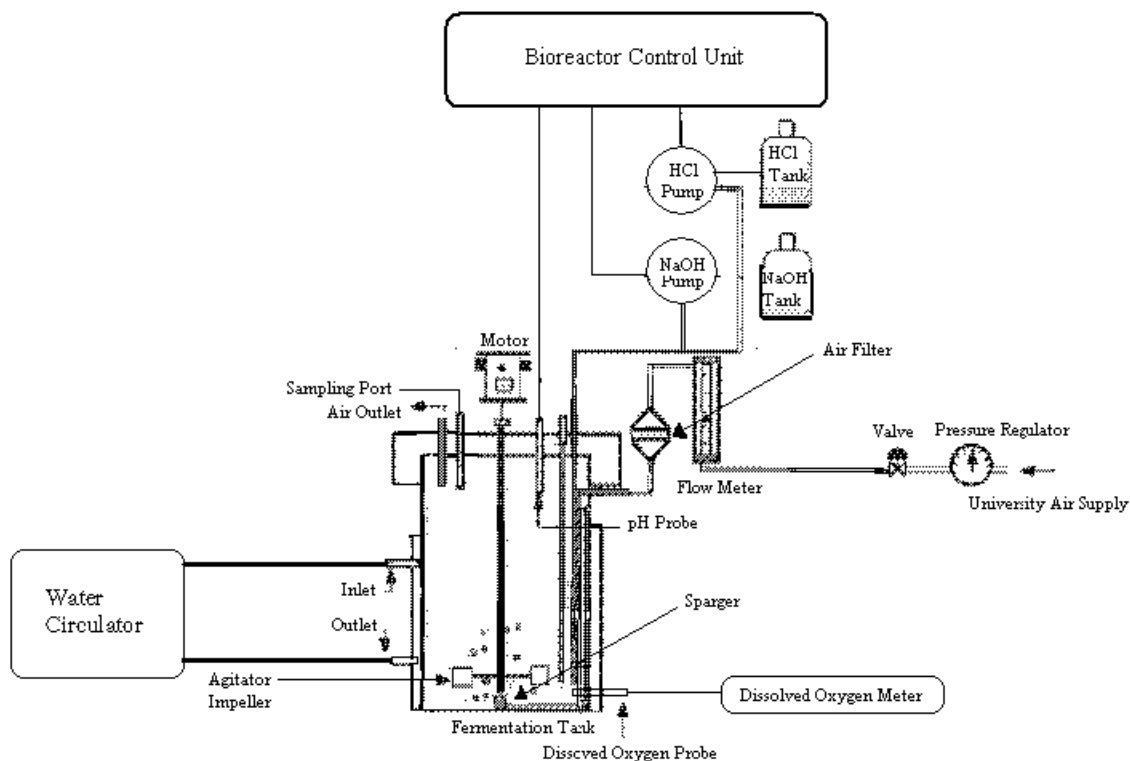 Bioreactor Control Unit
HCl
Pump
HCl
Tank
NaOH
Pump
NaOH
Tank
Motor
Air Filter
Sampling Port
Air Outlet
Valve
Pressure Regulator
Flow Meter
University Air Supply
pH Probe
Water
Circulator
Inlet
Outlet
Sparger
Agitator
Impeller
Dissolved Oxygen Meter
Fermentation Tank
Disscved Oxygen Probe